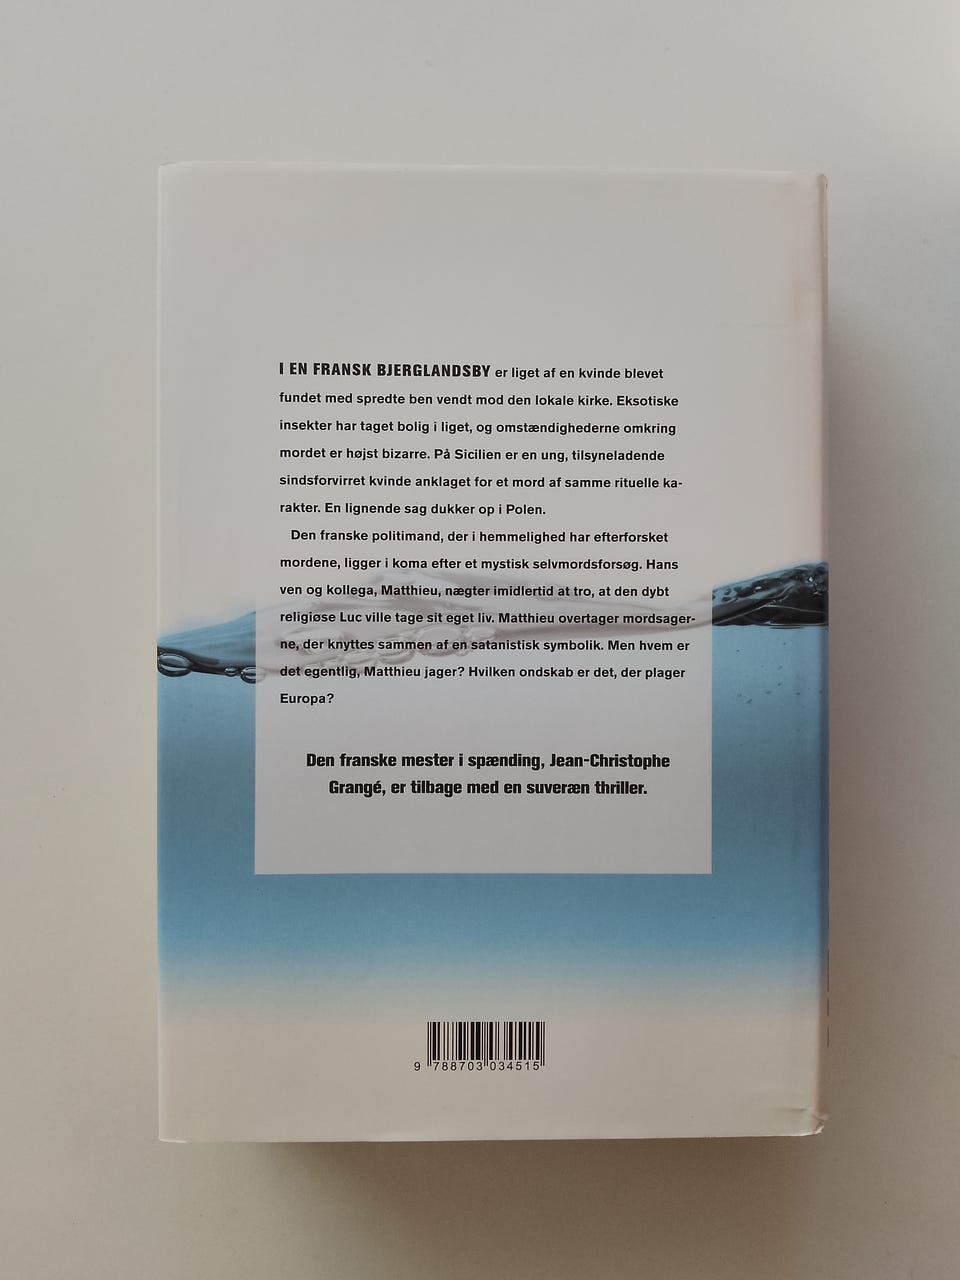 I EN FRANSK BJERGLANDSBY er liget af en kvinde blevet
fundet med spredte ben vendt mod den lokale kirke. Eksotiske
insekter har taget bolig i liget, og omstændighederne omkring
mordet er højst bizarre. På Sicilien er en ung, tilsyneladende
sindsforvirret kvinde anklaget for et mord af samme rituelle ka-
rakter. En lignende sag dukker op i Polen.
Den franske politimand, der i hemmelighed har efterforsket
mordene, ligger i koma efter et mystisk selvmordsforsøg. Hans
ven og kollega, Matthieu, nægter imidlertid at tro, at den dybt
religiøse Luc ville tage sit eget liv. Matthieu overtager mordsager-
ne, der knyttes sammen af en satanistisk symbolik. Men hvem er
det egentlig, Matthieu jager? Hvilken ondskab er det, der plager
Europa?
Den franske mester i spænding, Jean-Christophe
Grangé, er tilbage med en suveræn thriller.
9 788703 034515